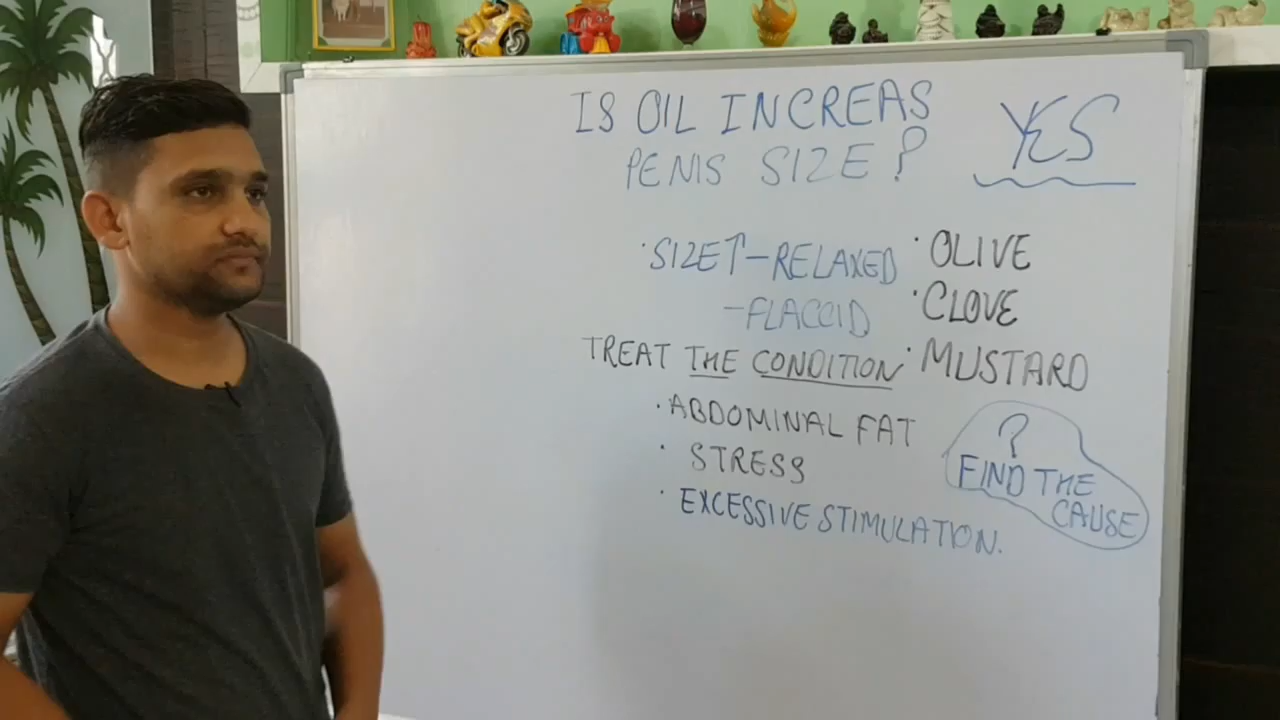 IS OIL INCREAS
PENIS SIZE?
YES
· SIZE↑ - RELAXED
- FLACCID
· OLIVE
· CLOVE
· MUSTARD
TREAT THE CONDITION
· ABDOMINAL FAT
· STRESS
· EXCESSIVE STIMULATION.
?
FIND THE
CAUSE